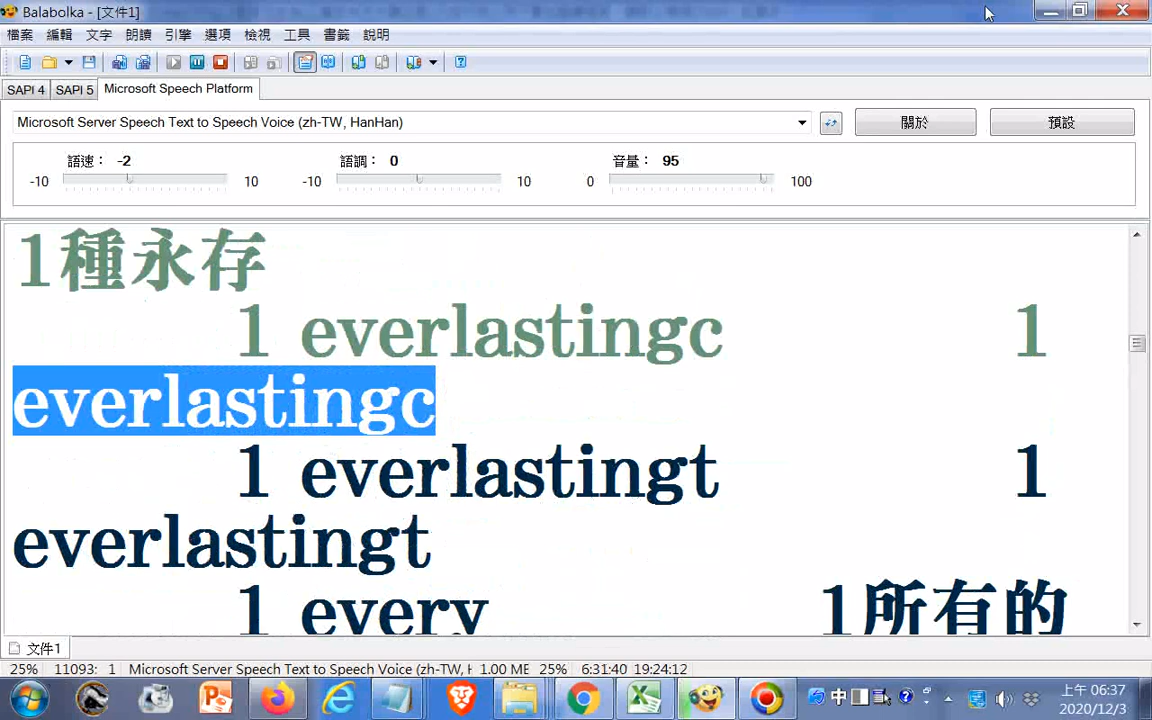 Balabolka - [文件1]
檔案 編輯 文字 朗讀 引擎 選項 檢視 工具 書籤 說明
SAPI 4 SAPI 5 Microsoft Speech Platform
Microsoft Server Speech Text to Speech Voice (zh-TW, HanHan) 關於 預設
語速： -2 語調： 0 音量： 95
-10 10 -10 10 0 100
1種永存
1 everlastingc 1
everlastingc
1 everlastingt 1
everlastingt
1 every 1所有的
文件1
25% 11093: 1 Microsoft Server Speech Text to Speech Voice (zh-TW, H 1.00 ME 25% 6:31:40 19:24:12
中 上午 06:37
2020/12/3